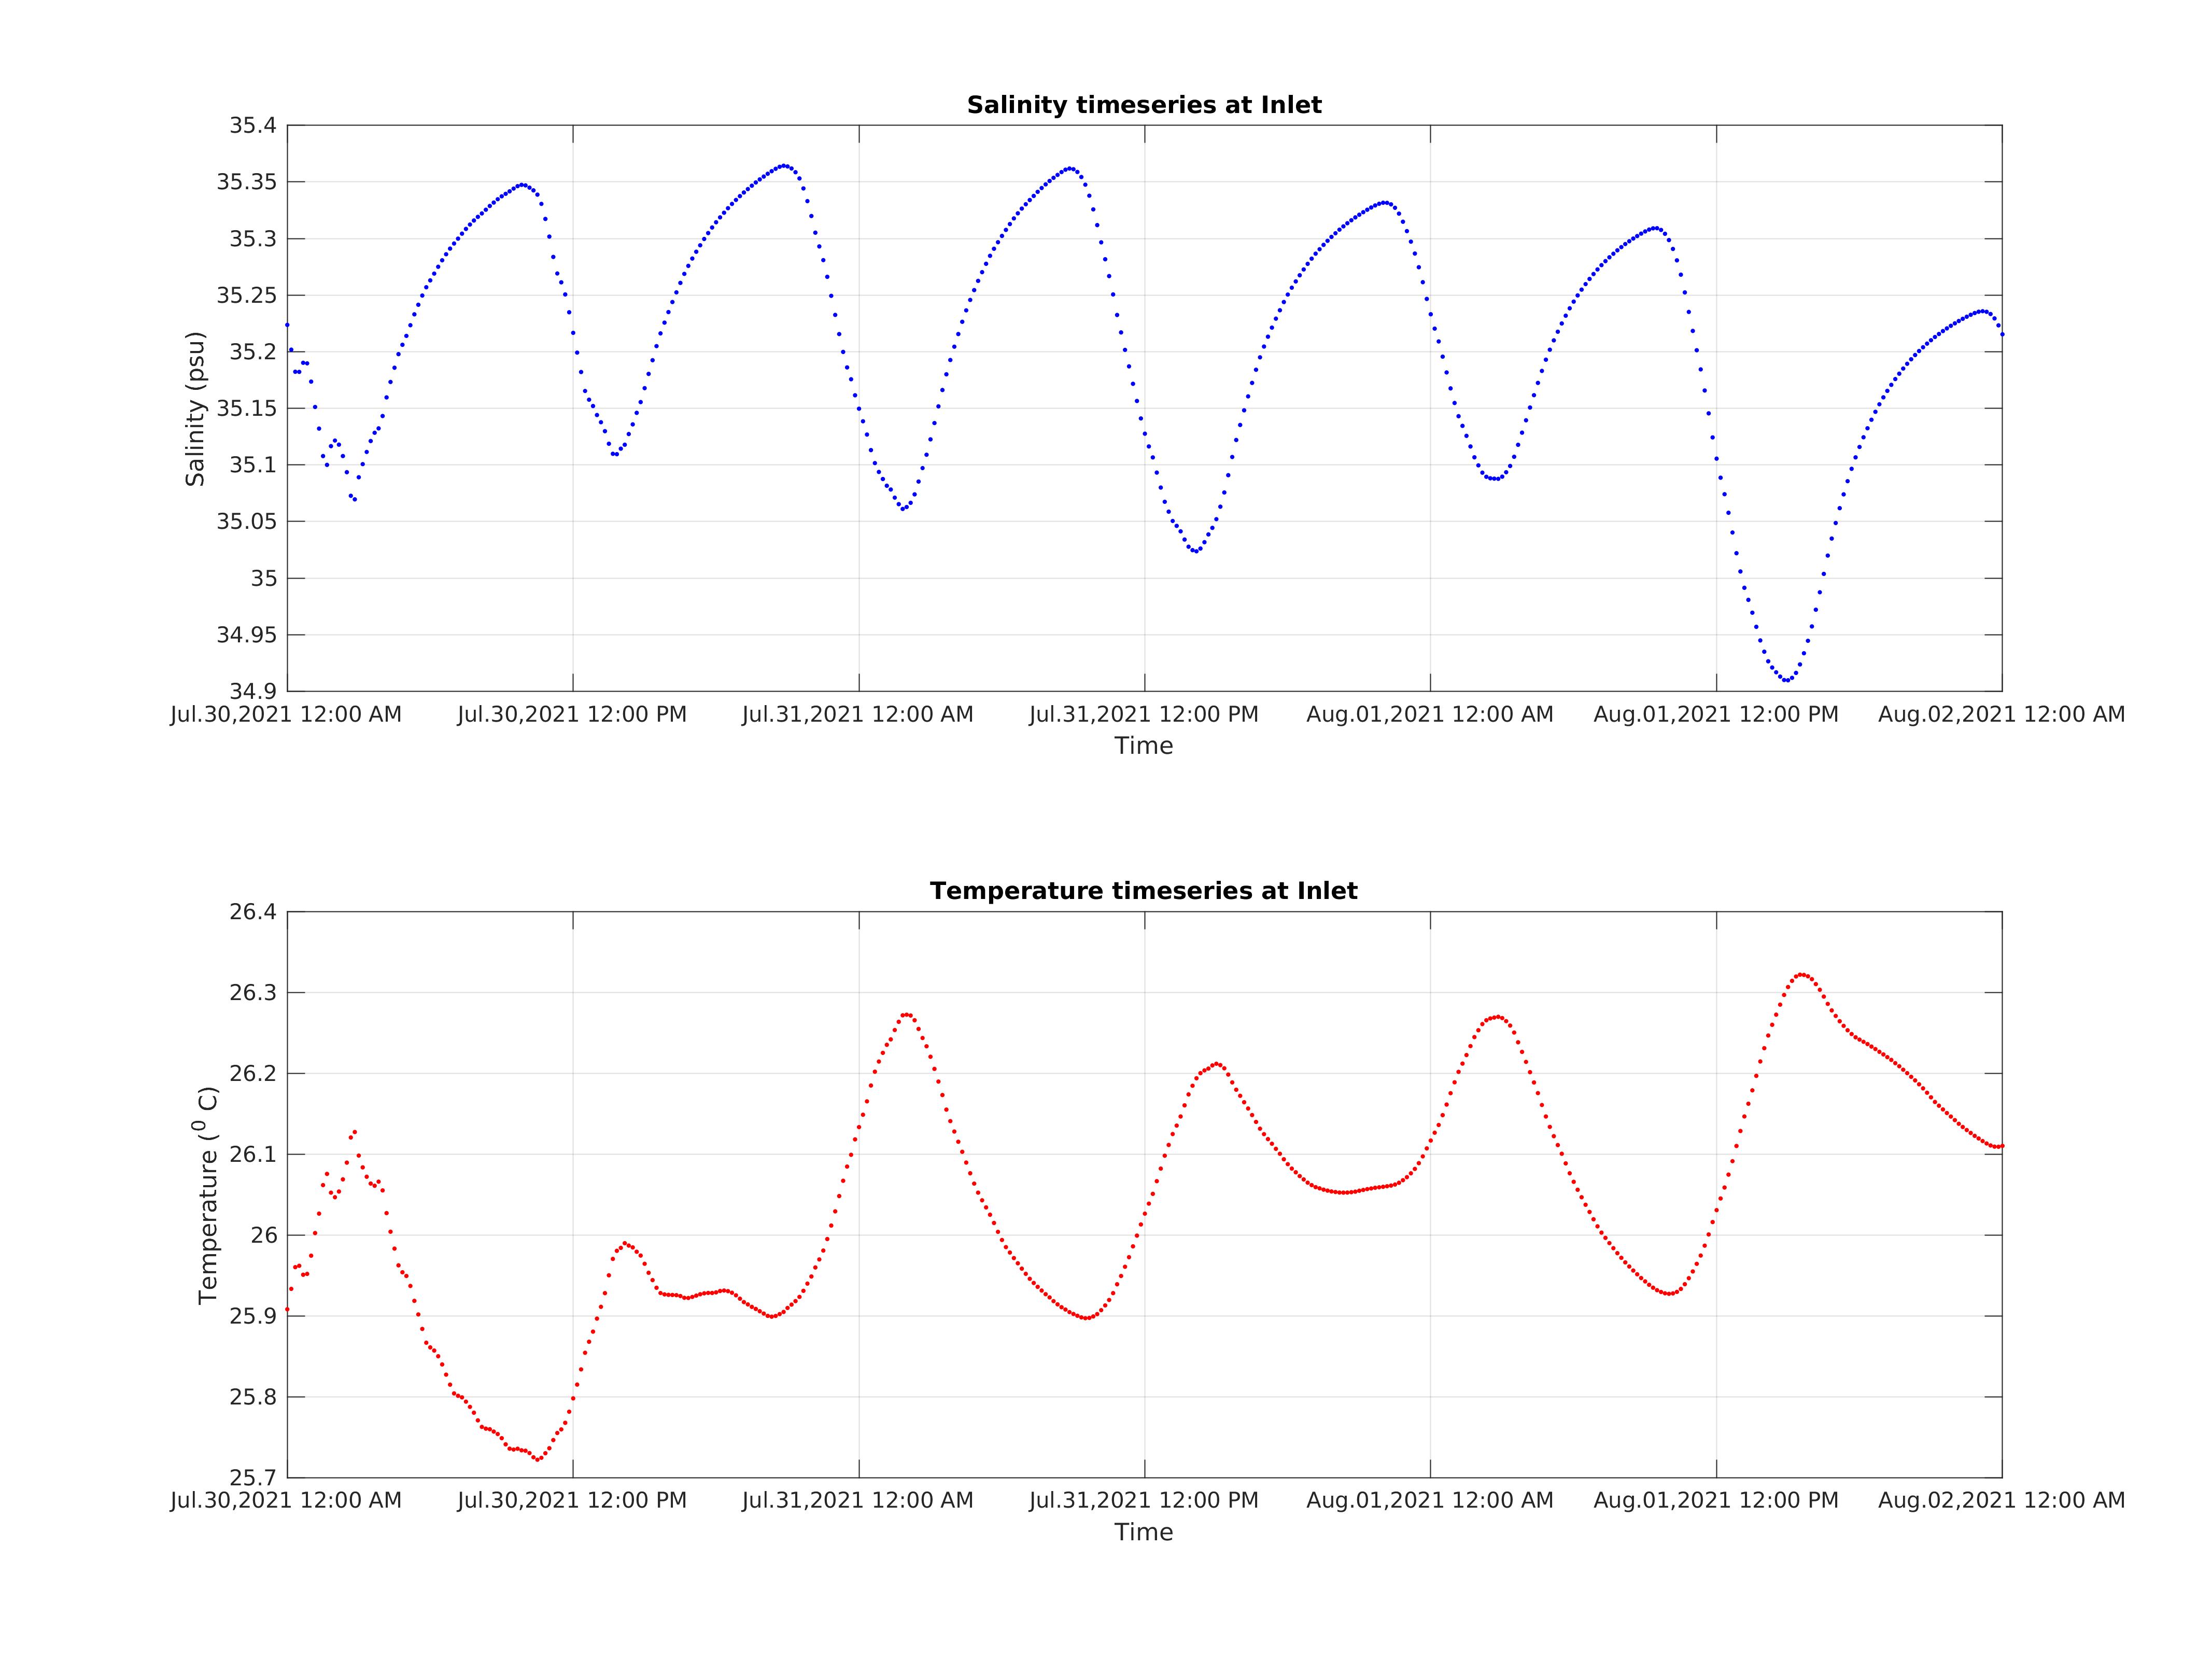 Salinity timeseries at Inlet
35.4
35.35
35.3
35.25
35.2
35.15
35.1
35.05
35
34.95
34.9
Salinity (psu)
Jul.30,2021 12:00 AM Jul.30,2021 12:00 PM Jul.31,2021 12:00 AM Jul.31,2021 12:00 PM Aug.01,2021 12:00 AM Aug.01,2021 12:00 PM Aug.02,2021 12:00 AM
Time
Temperature timeseries at Inlet
26.4
26.3
26.2
26.1
26
25.9
25.8
25.7
Temperature (⁰ C)
Jul.30,2021 12:00 AM Jul.30,2021 12:00 PM Jul.31,2021 12:00 AM Jul.31,2021 12:00 PM Aug.01,2021 12:00 AM Aug.01,2021 12:00 PM Aug.02,2021 12:00 AM
Time